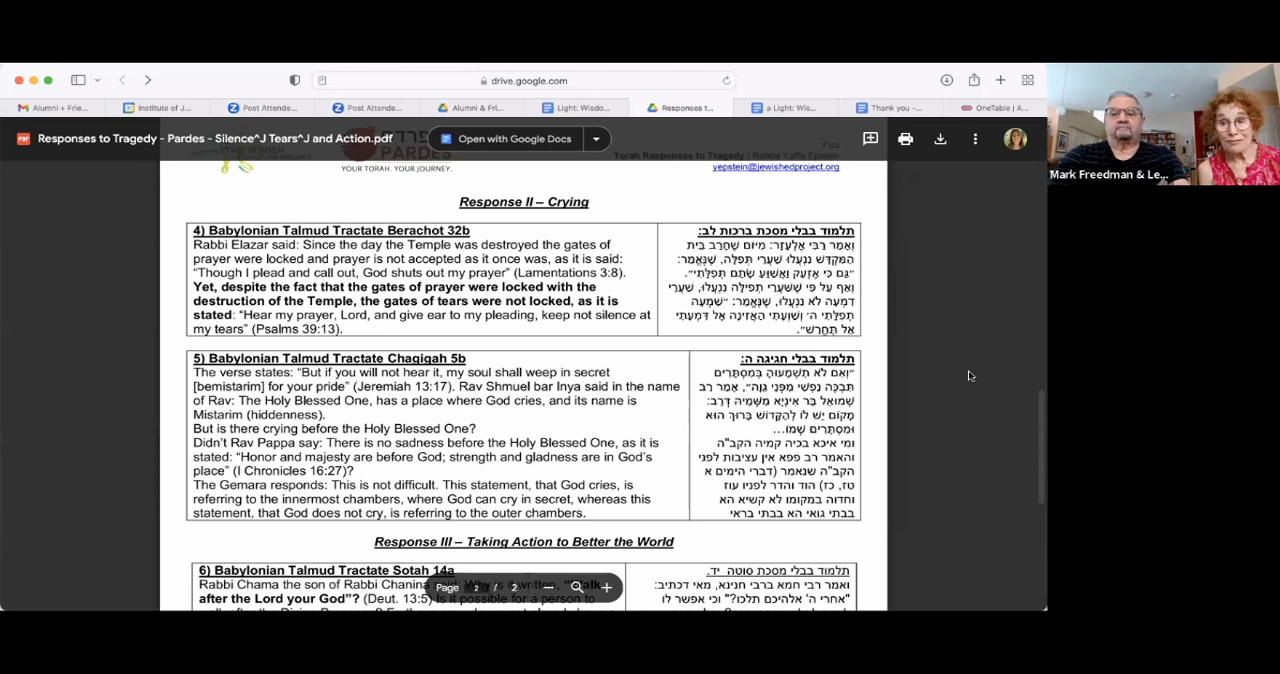 drive.google.com
Alumni + Frie...
Institute of J...
Post Attende...
Post Attende...
Alumni & Fri...
Light: Wisdo...
Responses t...
a Light: Wis...
Thank you -...
OneTable | A...
PDF
Responses to Tragedy - Pardes - Silence^J Tears^J and Action.pdf
Open with Google Docs
פרדס
PARDES
YOUR TORAH. YOUR JOURNEY.
בס"ד
Torah Responses to Tragedy | Rabba Yaffa Epstein
yepstein@jewishedproject.org
Mark Freedman & Le...
Response II – Crying
4) Babylonian Talmud Tractate Berachot 32b
Rabbi Elazar said: Since the day the Temple was destroyed the gates of
prayer were locked and prayer is not accepted as it once was, as it is said:
“Though I plead and call out, God shuts out my prayer” (Lamentations 3:8).
Yet, despite the fact that the gates of prayer were locked with the
destruction of the Temple, the gates of tears were not locked, as it is
stated: “Hear my prayer, Lord, and give ear to my pleading, keep not silence at
my tears” (Psalms 39:13).
תלמוד בבלי מסכת ברכות לב:
וְאָמַר רַבִּי אֶלְעָזָר: מִיּוֹם שֶׁחָרַב בֵּית
הַמִּקְדָּשׁ נִנְעֲלוּ שַׁעֲרֵי תְּפִלָּה, שֶׁנֶּאֱמַר:
״גַּם כִּי אֶזְעַק וַאֲשַׁוֵּעַ שָׂתַם תְּפִלָּתִי״.
וְאַף עַל פִּי שֶׁשַּׁעֲרֵי תְפִילָּה נִנְעֲלוּ, שַׁעֲרֵי
דִמְעָה לֹא נִנְעֲלוּ, שֶׁנֶּאֱמַר: ״שִׁמְעָה
תְפִלָּתִי ה׳ וְשַׁוְעָתִי הַאֲזִינָה אֶל דִּמְעָתִי
אַל תֶּחֱרַשׁ״.
5) Babylonian Talmud Tractate Chagigah 5b
The verse states: “But if you will not hear it, my soul shall weep in secret
[bemistarim] for your pride” (Jeremiah 13:17). Rav Shmuel bar Inya said in the name
of Rav: The Holy Blessed One, has a place where God cries, and its name is
Mistarim (hiddenness).
But is there crying before the Holy Blessed One?
Didn’t Rav Pappa say: There is no sadness before the Holy Blessed One, as it is
stated: “Honor and majesty are before God; strength and gladness are in God’s
place” (I Chronicles 16:27)?
The Gemara responds: This is not difficult. This statement, that God cries, is
referring to the innermost chambers, where God can cry in secret, whereas this
statement, that God does not cry, is referring to the outer chambers.
תלמוד בבלי חגיגה ה:
״וְאִם לֹא תִשְׁמָעוּהָ בְּמִסְתָּרִים
תִּבְכֶּה נַפְשִׁי מִפְּנֵי גֵוָה״, אָמַר רַב
שְׁמוּאֵל בַּר אִינְיָא מִשְּׁמֵיהּ דְּרַב:
מָקוֹם יֵשׁ לוֹ לְהַקָּדוֹשׁ בָּרוּךְ הוּא
וּמִסְתָּרִים שְׁמוֹ...
ומי איכא בכיה קמיה הקב"ה
והאמר רב פפא אין עציבות לפני
הקב"ה שנאמר (דברי הימים א
טז, כז) הוד והדר לפניו עוז
וחדוה במקומו לא קשיא הא
בבתי גואי הא בבתי בראי
Response III – Taking Action to Better the World
6) Babylonian Talmud Tractate Sotah 14a
Rabbi Chama the son of Rabbi Chanina said: Why is it written, “Walk
after the Lord your God”? (Deut. 13:5) Is it possible for a person to
תלמוד בבלי מסכת סוטה יד.
ואמר רבי חמא ברבי חנינא, מאי דכתיב:
"אחרי ה' אלהיכם תלכו?" וכי אפשר לו
Page 2 / 2